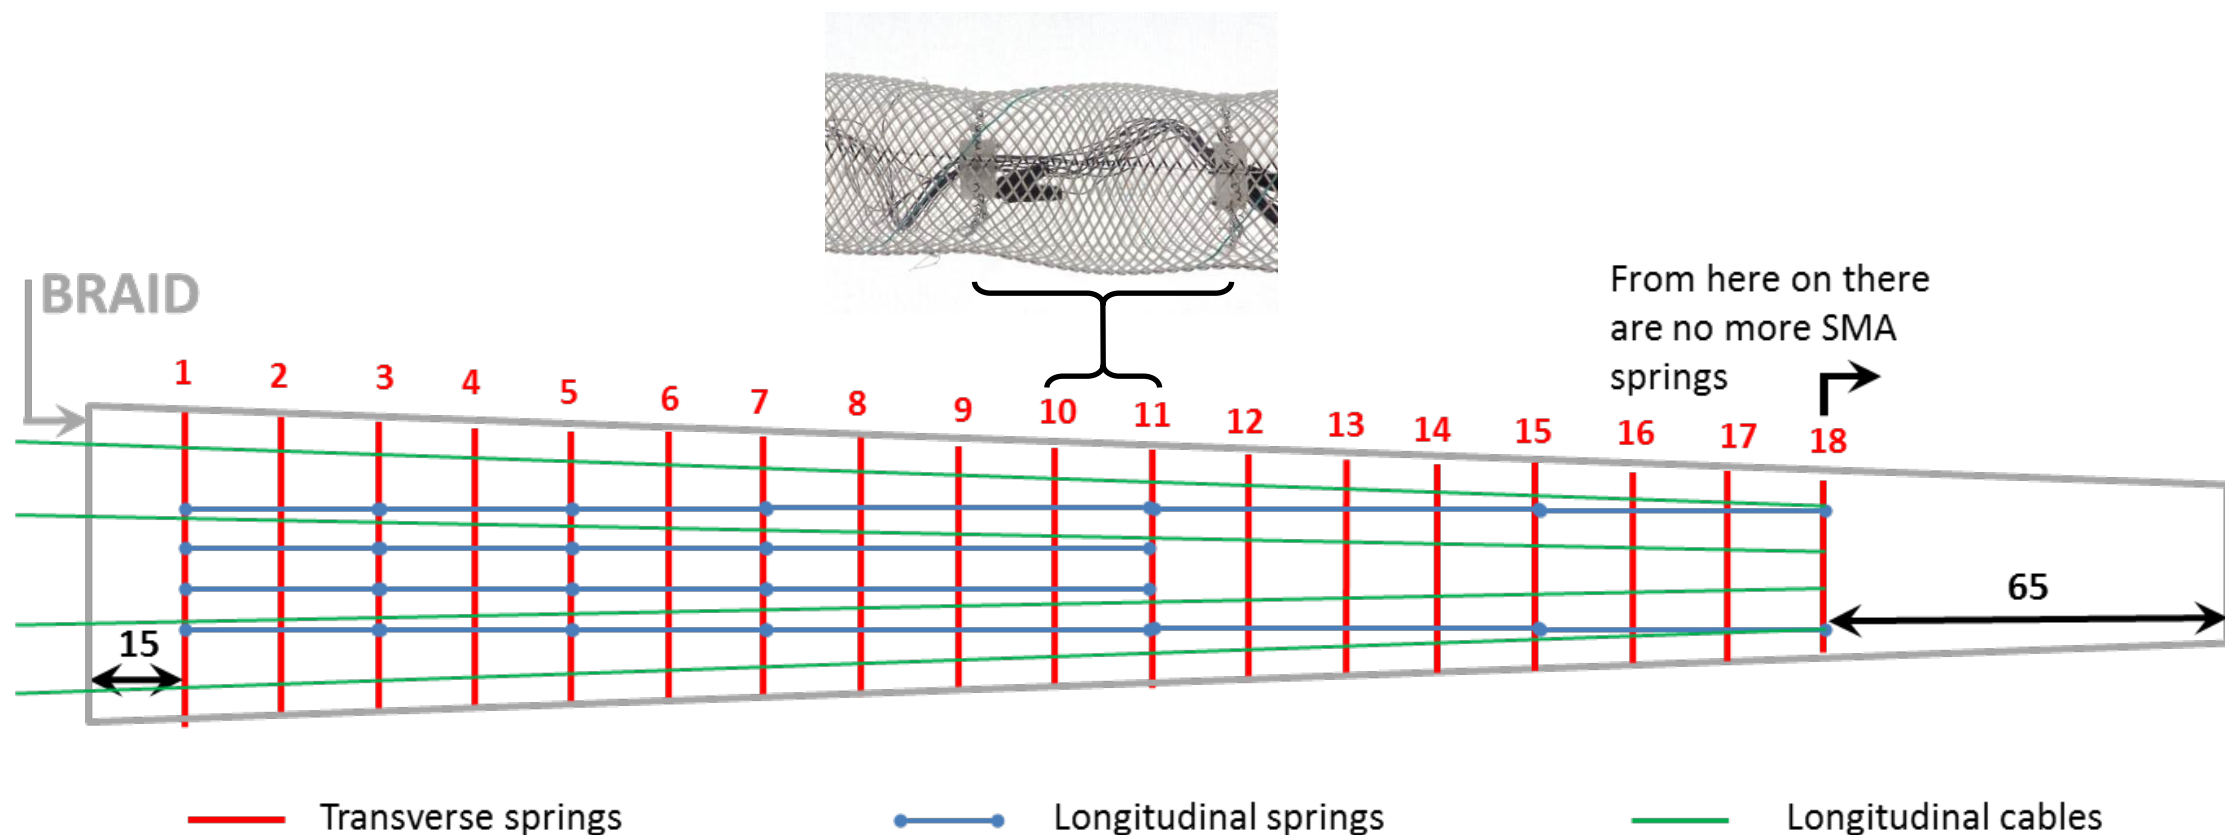 BRAID
From here on there
are no more SMA
springs
1 2 3 4 5 6 7 8 9 10 11 12 13 14 15 16 17 18
15
65
Transverse springs Longitudinal springs Longitudinal cables